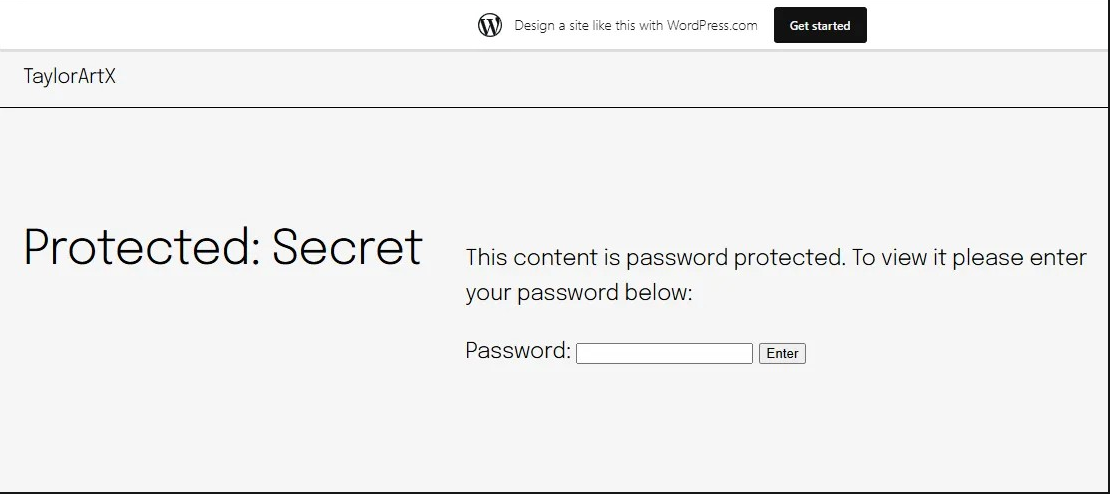 Design a site like this with WordPress.com
Get started
TaylorArtX
Protected: Secret
This content is password protected. To view it please enter
your password below:
Password:
Enter